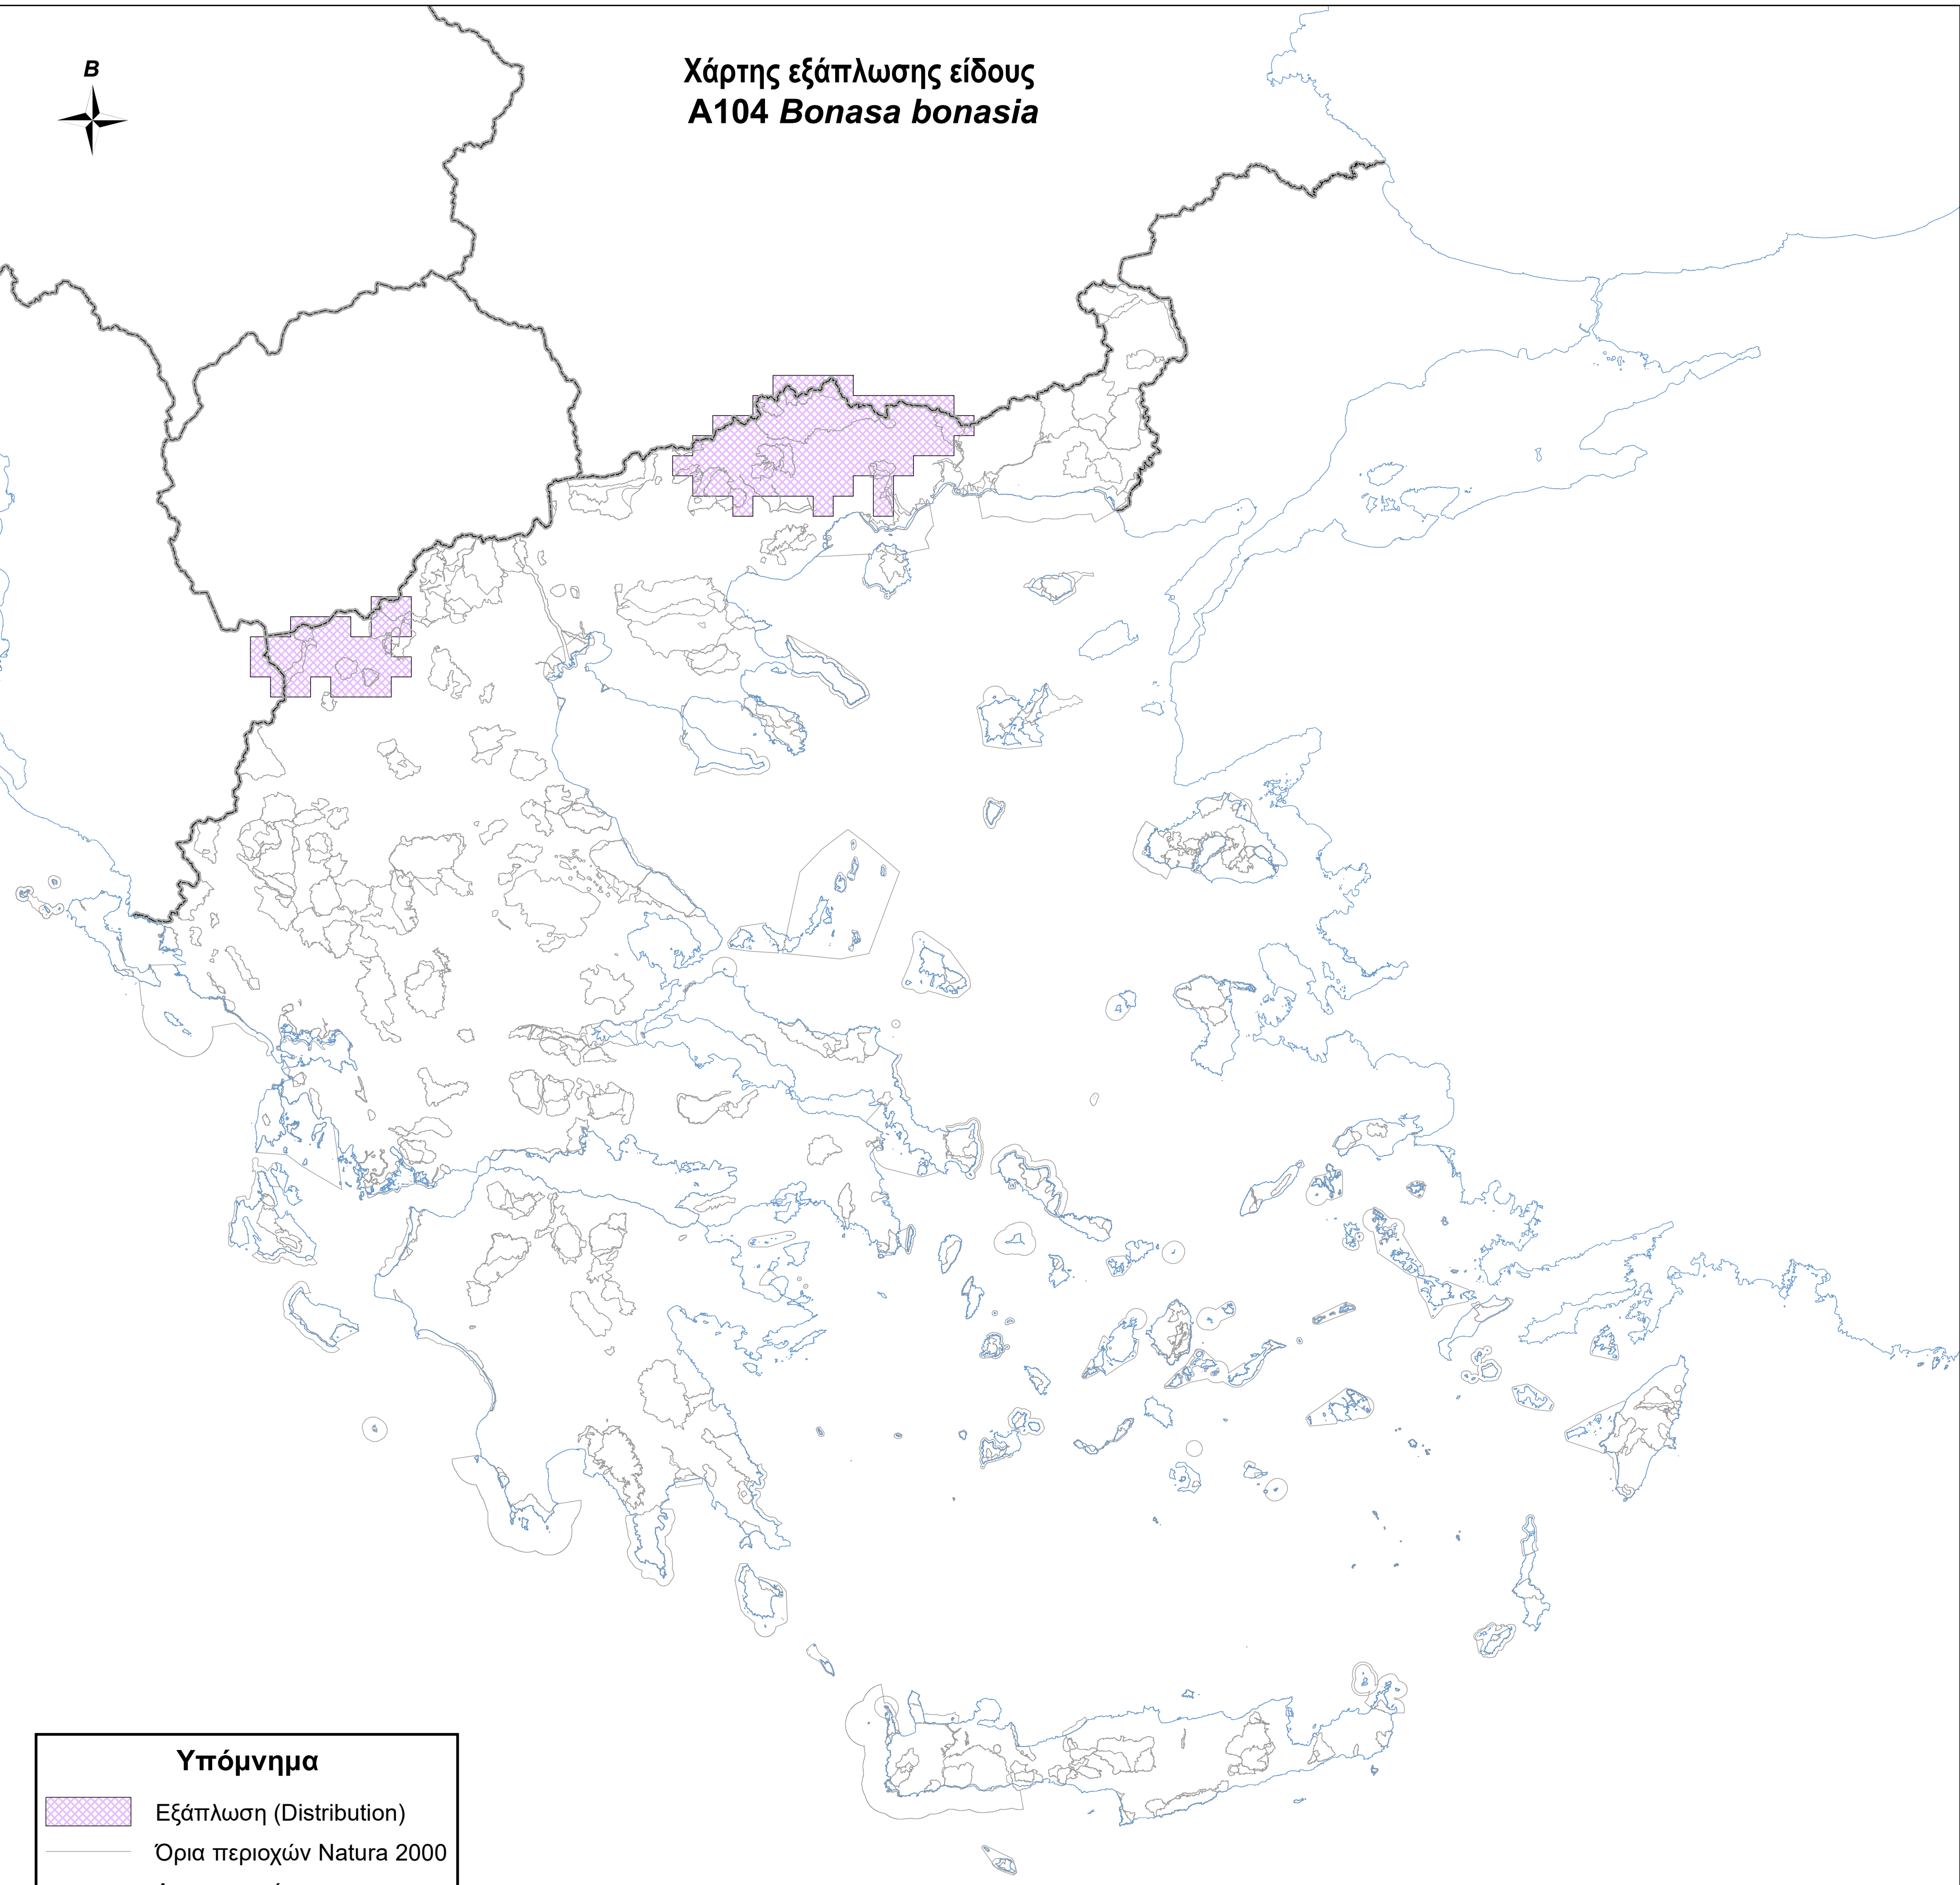 Β
Χάρτης εξάπλωσης είδους
A104 Bonasa bonasia
Υπόμνημα
Εξάπλωση (Distribution)
Όρια περιοχών Natura 2000